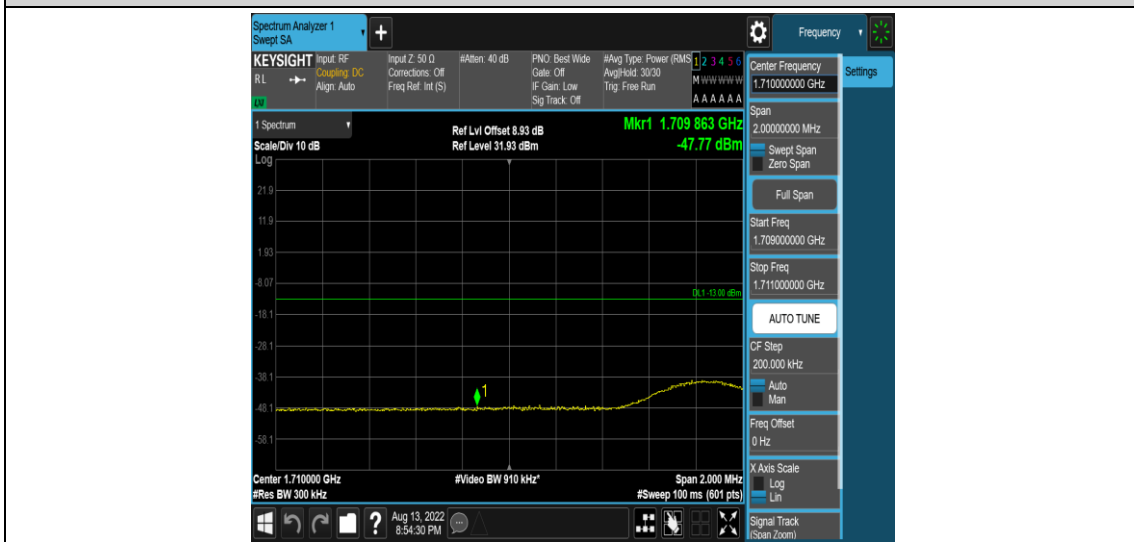 Spectrum Analyzer 1
Swept SA
+
Frequency
KEYSIGHT
RL
LXI
Input: RF
Coupling: DC
Align: Auto
Input Z: 50 Ω
Corrections: Off
Freq Ref: Int (S)
#Atten: 40 dB
PNO: Best Wide
Gate: Off
IF Gain: Low
Sig Track: Off
#Avg Type: Power (RMS
Avg|Hold: 30/30
Trig: Free Run
1 2 3 4 5 6
M W W W W W
A A A A A A
Center Frequency
1.710000000 GHz
Settings
Span
2.00000000 MHz
Swept Span
Zero Span
Full Span
Start Freq
1.709000000 GHz
Stop Freq
1.711000000 GHz
AUTO TUNE
CF Step
200.000 kHz
Auto
Man
Freq Offset
0 Hz
X Axis Scale
Log
Lin
Signal Track
(Span Zoom)
1 Spectrum
Scale/Div 10 dB
Ref Lvl Offset 8.93 dB
Ref Level 31.93 dBm
Mkr1 1.709 863 GHz
-47.77 dBm
Log
21.9
11.9
1.93
-8.07
DL1 -13.00 dBm
-18.1
-28.1
-38.1
1
-48.1
-58.1
Center 1.710000 GHz
#Video BW 910 kHz*
Span 2.000 MHz
#Res BW 300 kHz
#Sweep 100 ms (601 pts)
?
Aug 13, 2022
8:54:30 PM